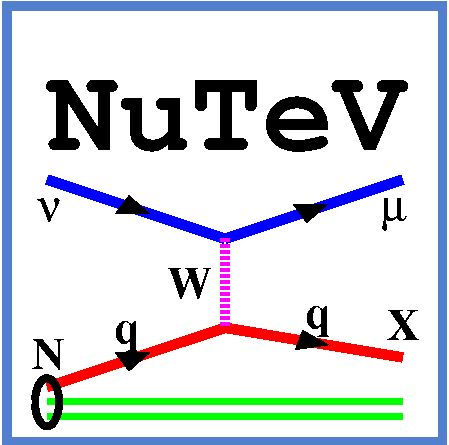 NuTeV
ν μ
W
q q X
N